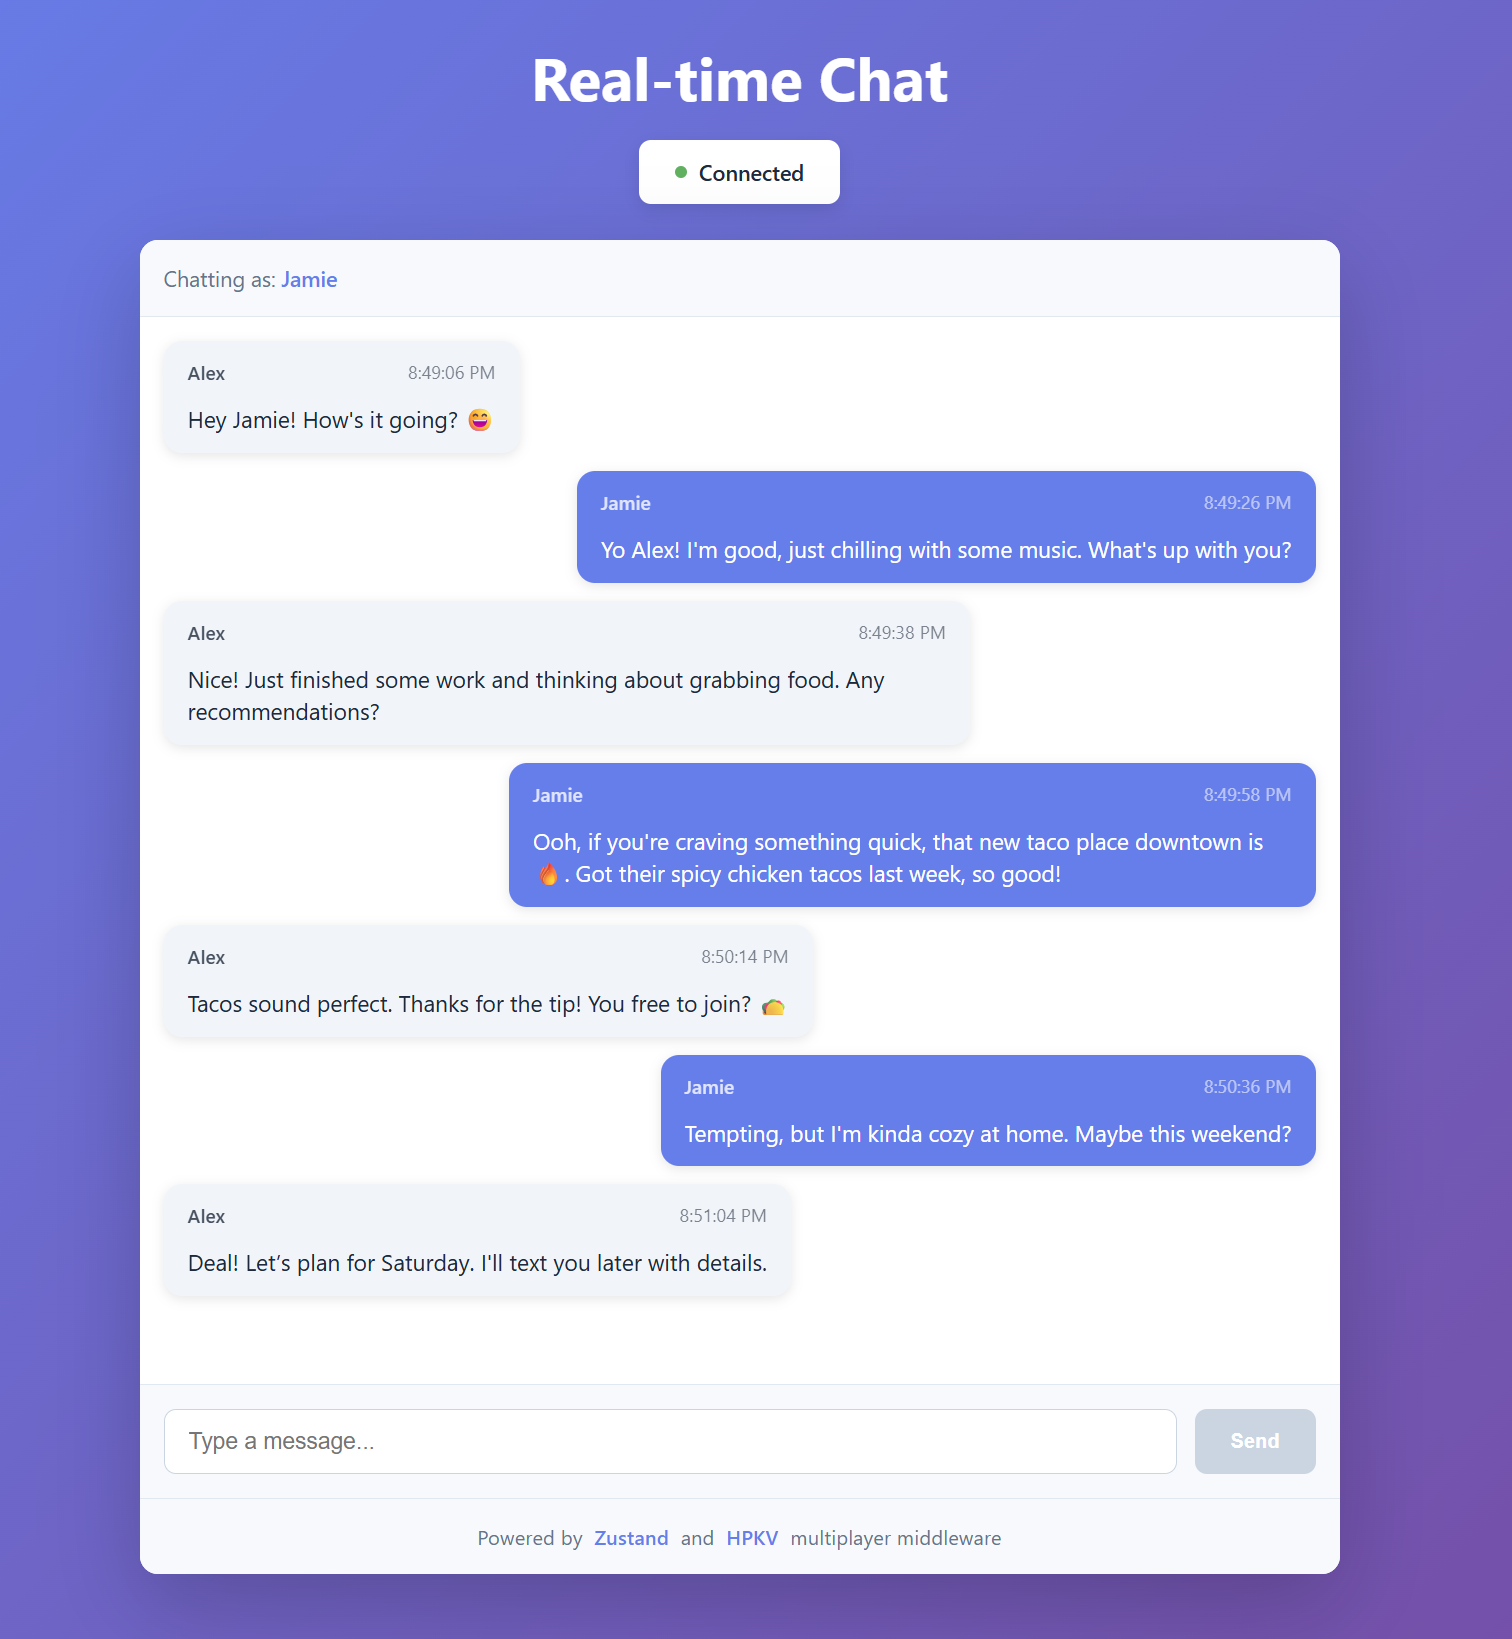 Real-time Chat
Connected
Chatting as: Jamie
Alex 8:49:06 PM
Hey Jamie! How's it going? 😄
Jamie 8:49:26 PM
Yo Alex! I'm good, just chilling with some music. What's up with you?
Alex 8:49:38 PM
Nice! Just finished some work and thinking about grabbing food. Any
recommendations?
Jamie 8:49:58 PM
Ooh, if you're craving something quick, that new taco place downtown is
🔥. Got their spicy chicken tacos last week, so good!
Alex 8:50:14 PM
Tacos sound perfect. Thanks for the tip! You free to join? 🌮
Jamie 8:50:36 PM
Tempting, but I'm kinda cozy at home. Maybe this weekend?
Alex 8:51:04 PM
Deal! Let’s plan for Saturday. I'll text you later with details.
Type a message...
Send
Powered by Zustand and HPKV multiplayer middleware